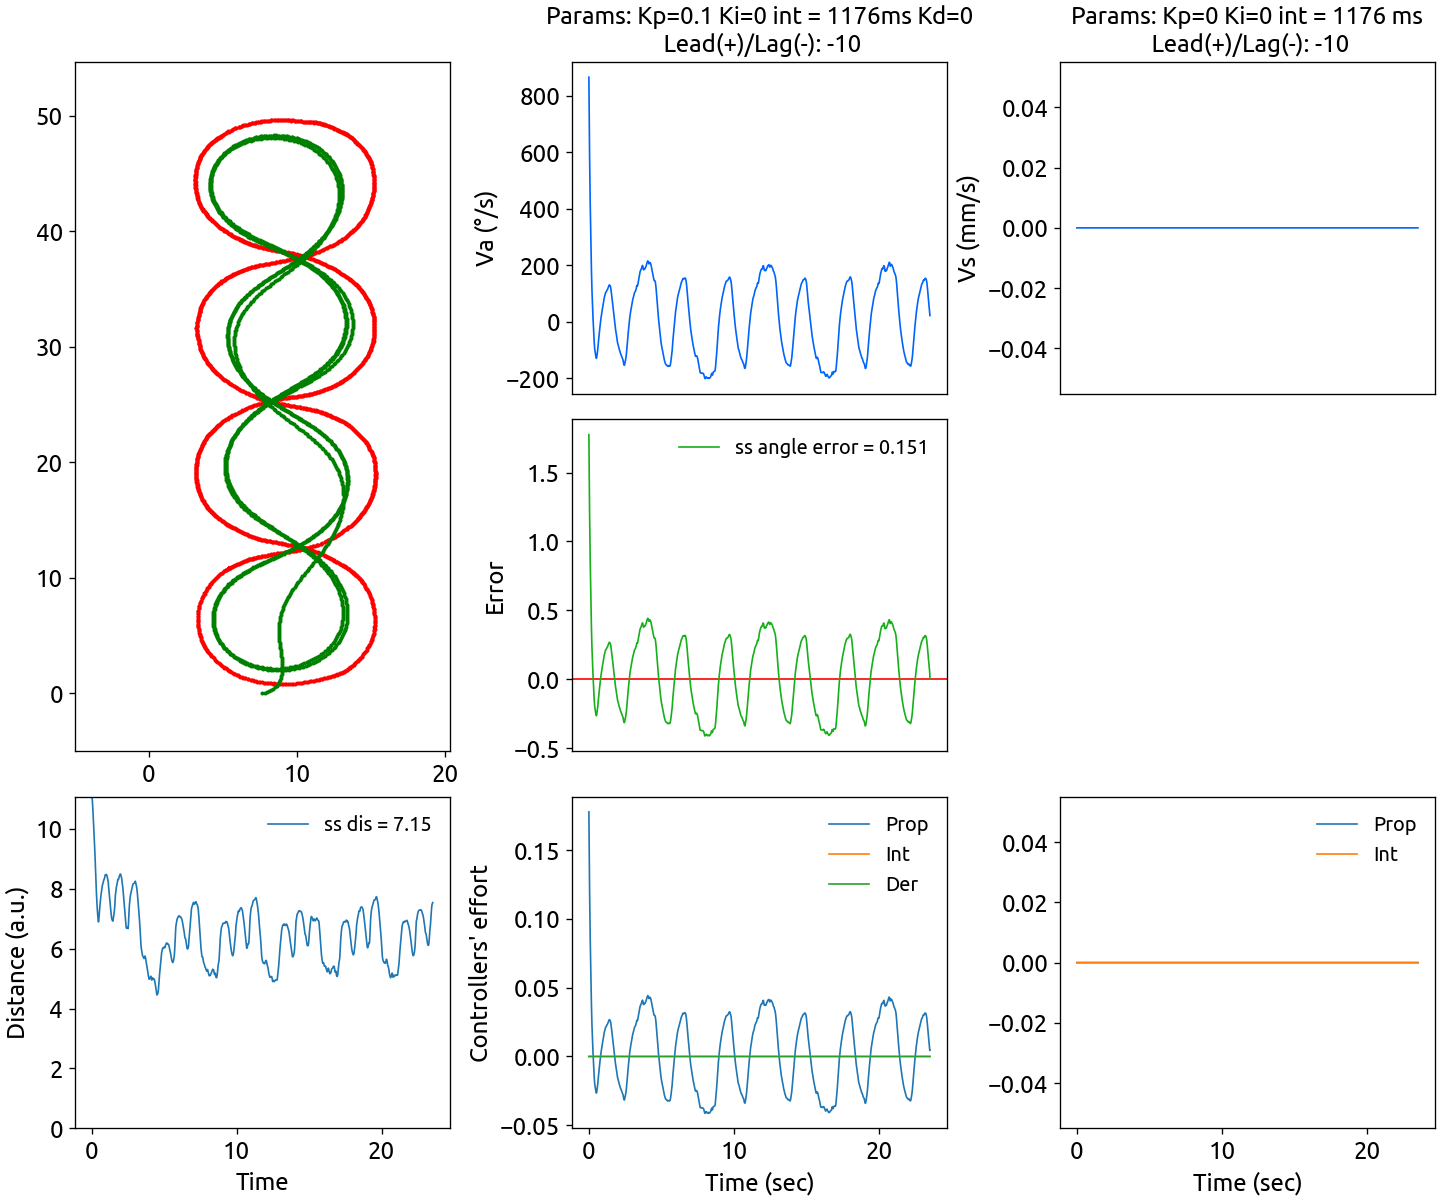 Params: Kp=0.1 Ki=0 int = 1176ms Kd=0
Lead(+)/Lag(-): -10
Params: Kp=0 Ki=0 int = 1176 ms
Lead(+)/Lag(-): -10
50
40
30
20
10
0
0
10
20
800
600
400
200
0
−200
Va (°/s)
0.04
0.02
0.00
−0.02
−0.04
Vs (mm/s)
1.5
1.0
0.5
0.0
−0.5
Error
ss angle error = 0.151
10
8
6
4
2
0
Distance (a.u.)
ss dis = 7.15
0
10
20
Time
0.15
0.10
0.05
0.00
−0.05
Controllers' effort
Prop
Int
Der
0
10
20
Time (sec)
0.04
0.02
0.00
−0.02
−0.04
Prop
Int
0
10
20
Time (sec)